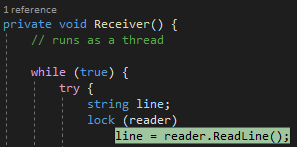 1 reference
private void Receiver() {
// runs as a thread
while (true) {
try {
string line;
lock (reader)
line = reader.ReadLine();